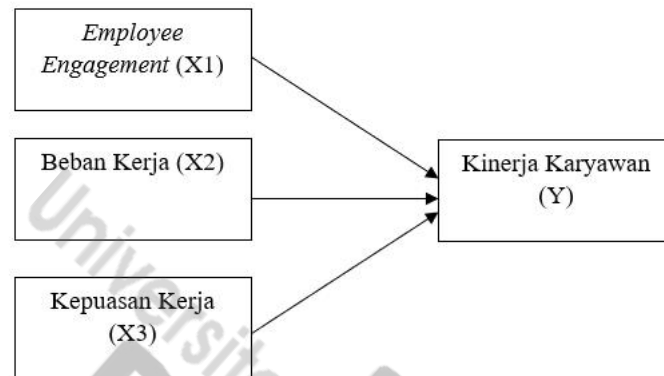 Employee
Engagement (X1)
Beban Kerja (X2)
Kinerja Karyawan
(Y)
Kepuasan Kerja
(X3)